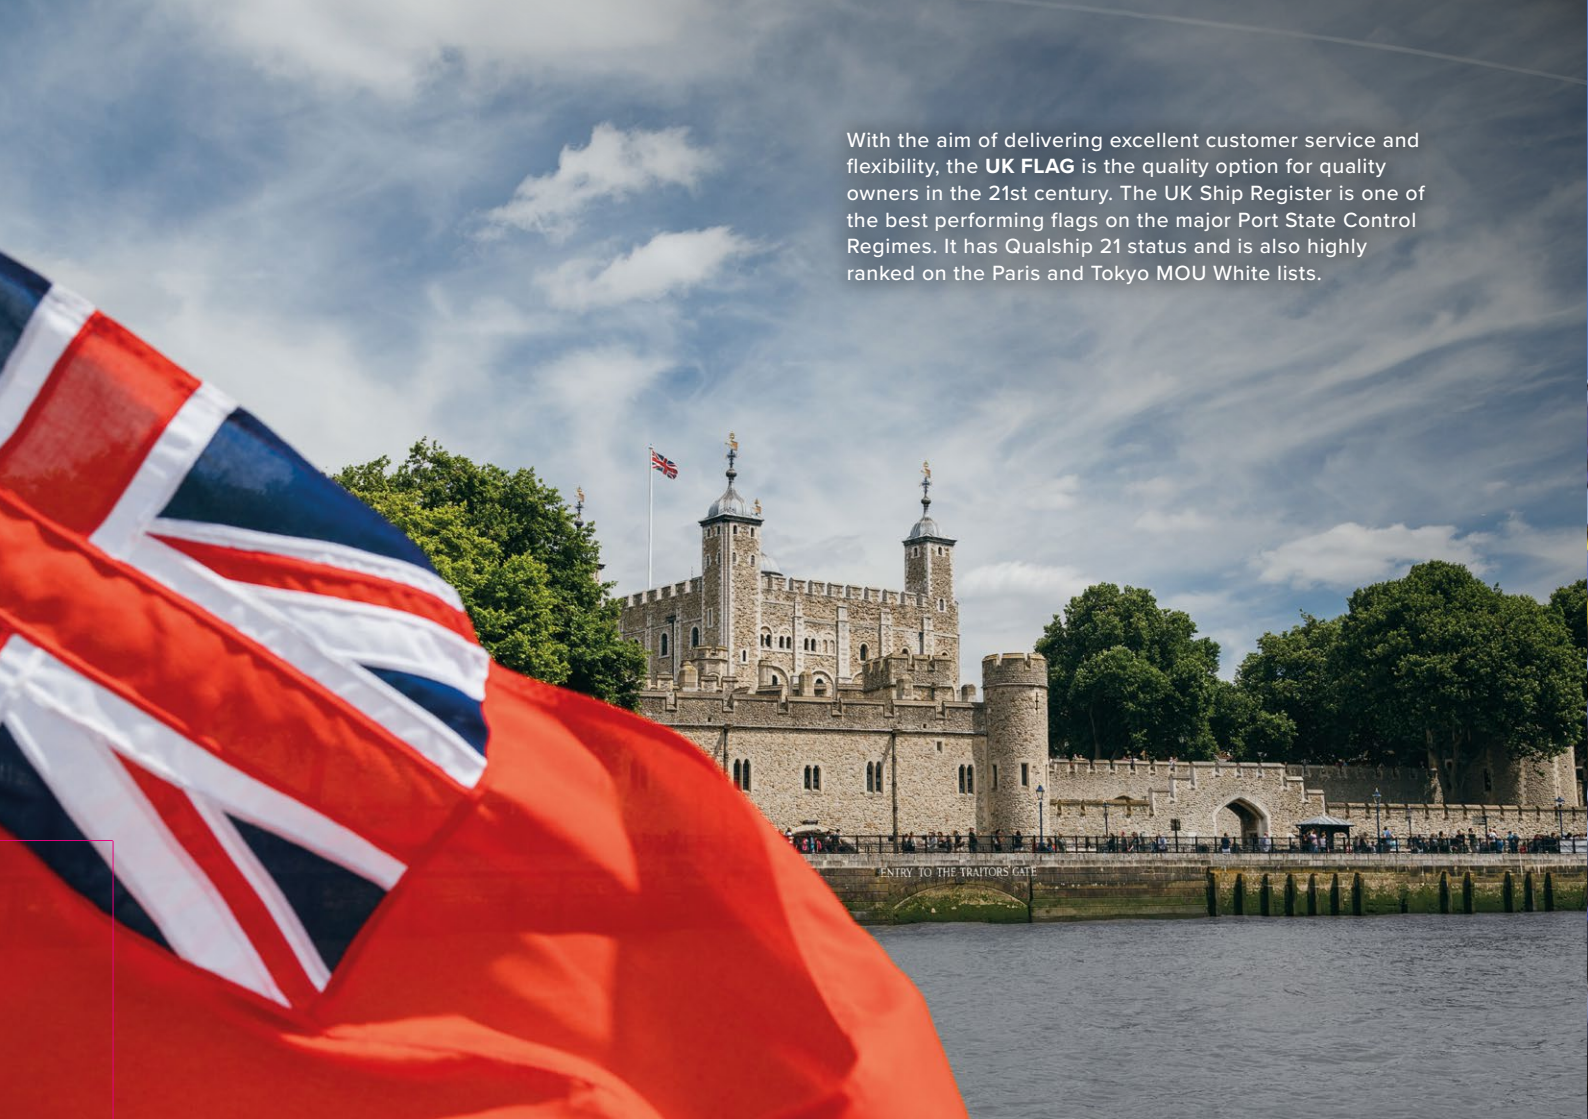 With the aim of delivering excellent customer service and
flexibility, the UK FLAG is the quality option for quality
owners in the 21st century. The UK Ship Register is one of
the best performing flags on the major Port State Control
Regimes. It has Qualship 21 status and is also highly
ranked on the Paris and Tokyo MOU White lists.
ENTRY TO THE TRAITORS GATE